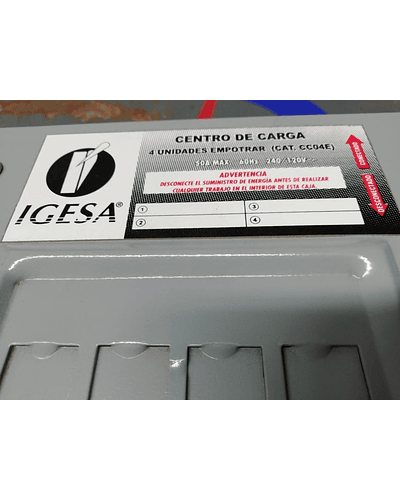 CENTRO DE CARGA
4 UNIDADES EMPOTRAR (CAT. CC04E)
50A MAX. 60Hz 240/120V~
ADVERTENCIA
DESCONECTE EL SUMINISTRO DE ENERGÍA ANTES DE REALIZAR
CUALQUIER TRABAJO EN EL INTERIOR DE ESTA CAJA.
1
3
2
4
IGESA®
CONECTADO
DESCONECTADO